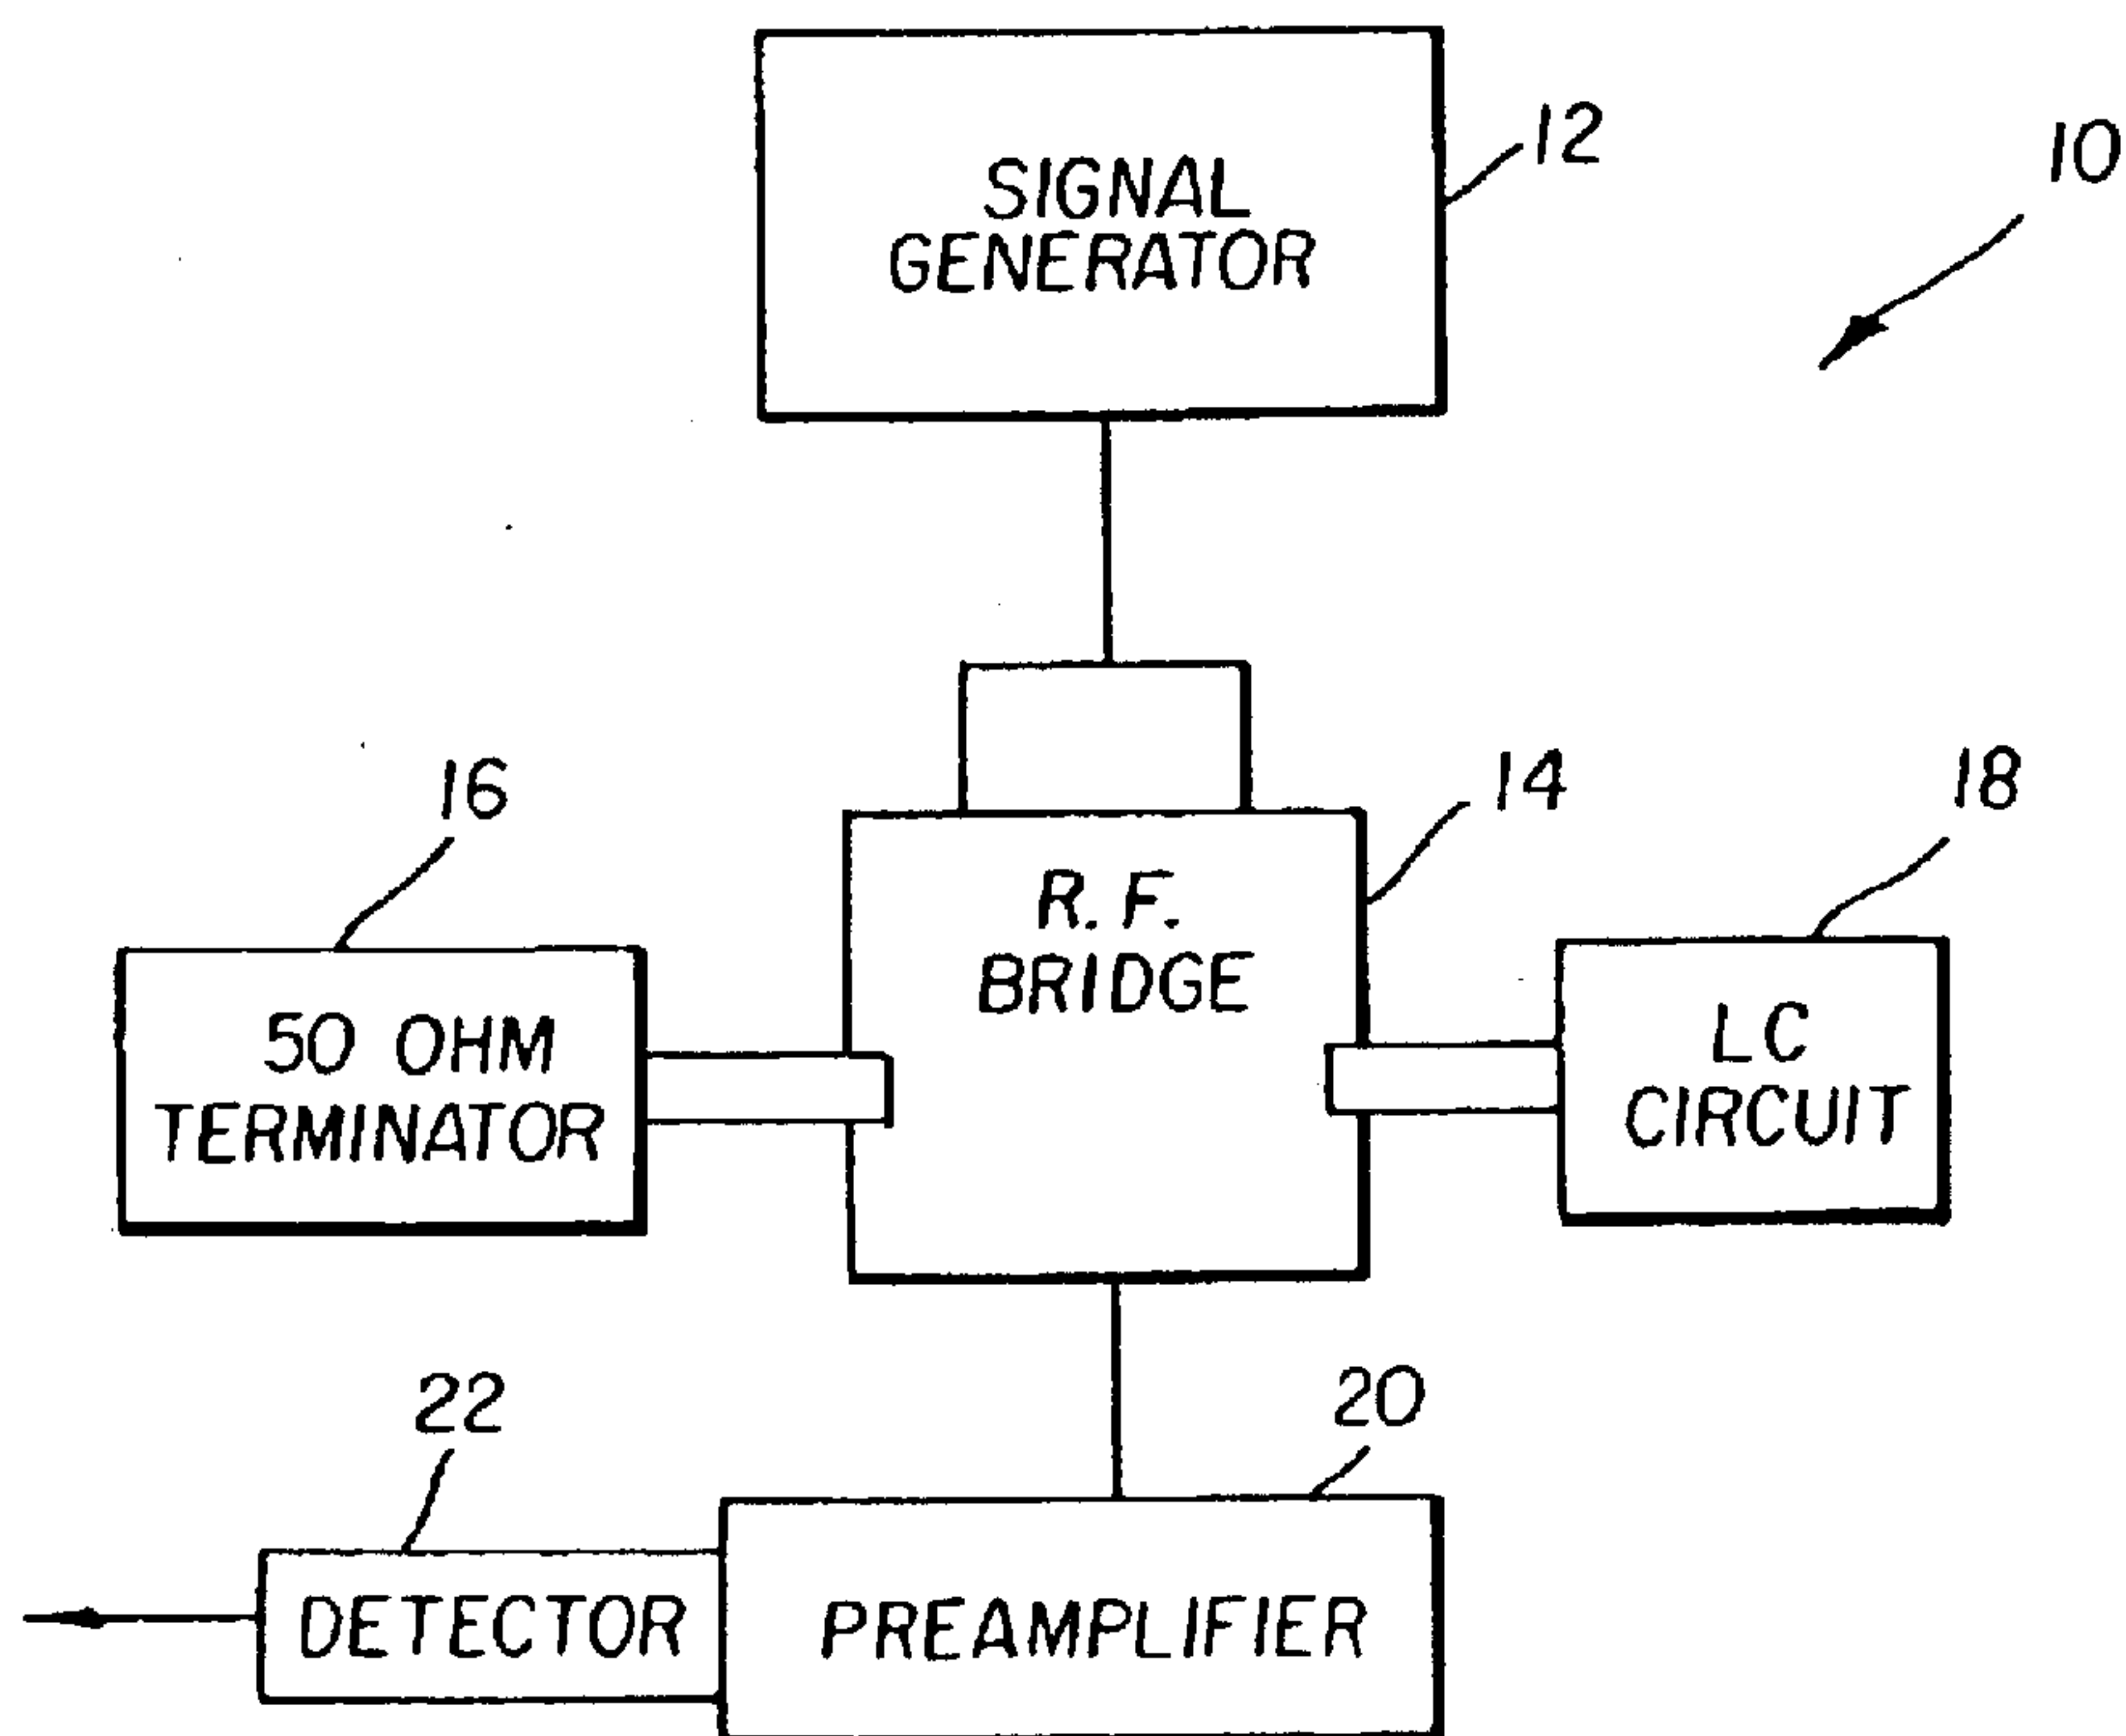 SIGNAL
GENERATOR
12
10
16
14
18
R. F.
BRIDGE
50 OHM
TERMINATOR
LC
CIRCUIT
22
20
DETECTOR
PREAMPLIFIER